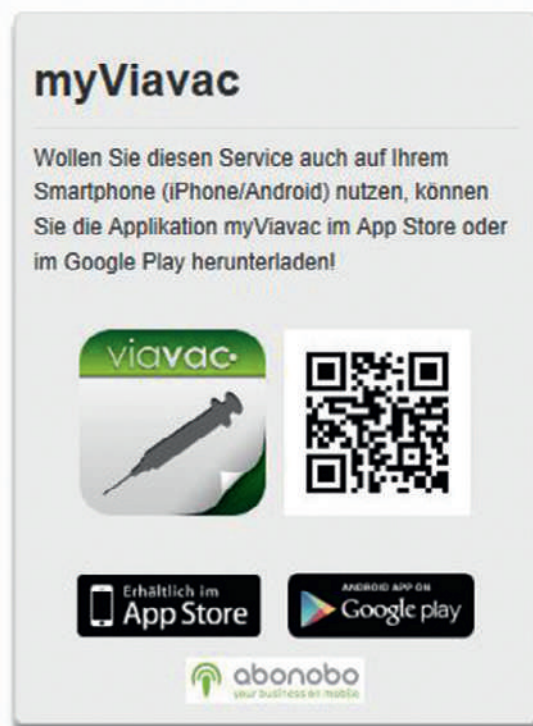 myViavac
Wollen Sie diesen Service auch auf Ihrem
Smartphone (iPhone/Android) nutzen, können
Sie die Applikation myViavac im App Store oder
im Google Play herunterladen!
viavac
Erhältlich im
App Store
ANDROID APP ON
Google play
abonobo
your business on mobile